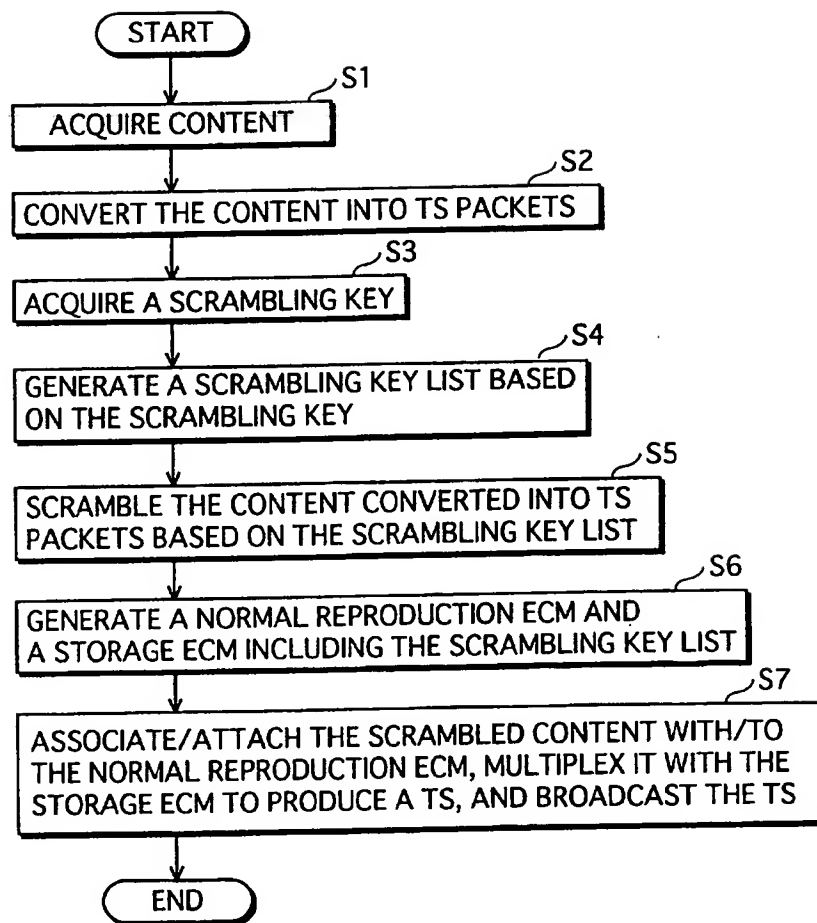 START
S1
ACQUIRE CONTENT
S2
CONVERT THE CONTENT INTO TS PACKETS
S3
ACQUIRE A SCRAMBLING KEY
S4
GENERATE A SCRAMBLING KEY LIST BASED
ON THE SCRAMBLING KEY
S5
SCRAMBLE THE CONTENT CONVERTED INTO TS
PACKETS BASED ON THE SCRAMBLING KEY LIST
S6
GENERATE A NORMAL REPRODUCTION ECM AND
A STORAGE ECM INCLUDING THE SCRAMBLING KEY LIST
S7
ASSOCIATE/ATTACH THE SCRAMBLED CONTENT WITH/TO
THE NORMAL REPRODUCTION ECM, MULTIPLEX IT WITH THE
STORAGE ECM TO PRODUCE A TS, AND BROADCAST THE TS
END